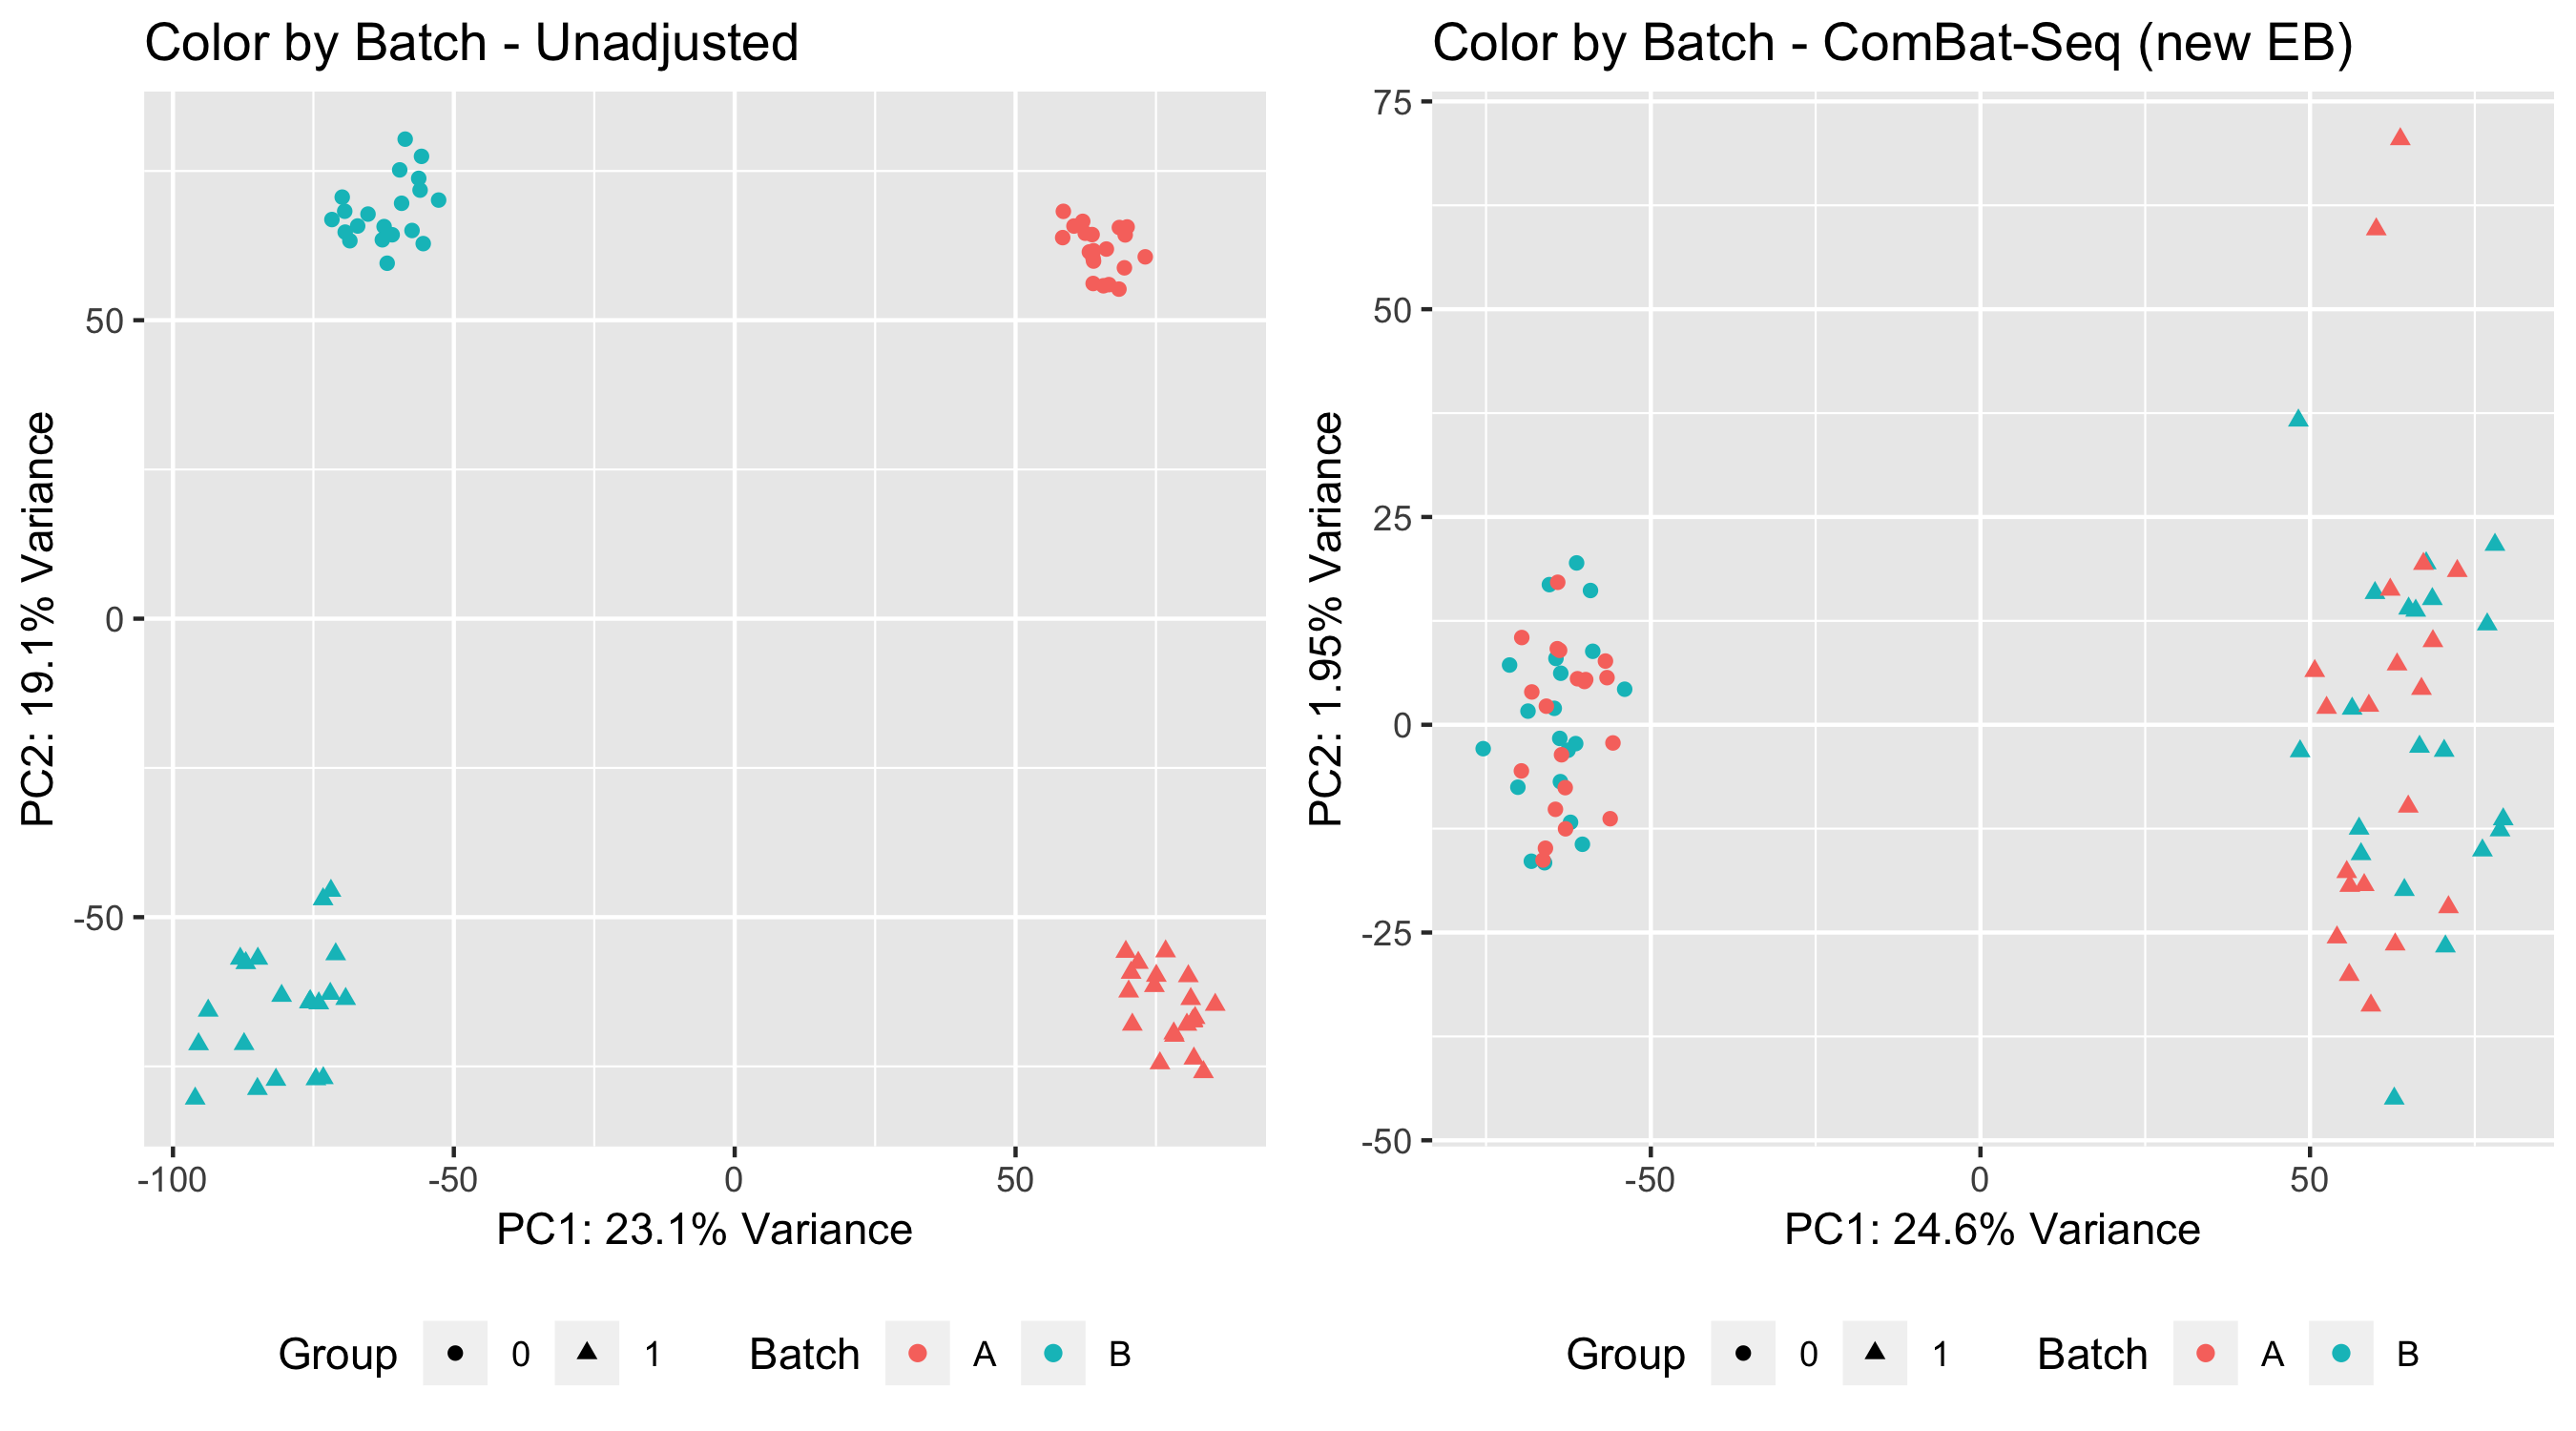 Color by Batch - Unadjusted
PC2: 19.1% Variance
50
0
-50
-100
-50
0
50
PC1: 23.1% Variance
Group 0 1 Batch A B
Color by Batch - ComBat-Seq (new EB)
PC2: 1.95% Variance
75
50
25
0
-25
-50
-50
0
50
PC1: 24.6% Variance
Group 0 1 Batch A B